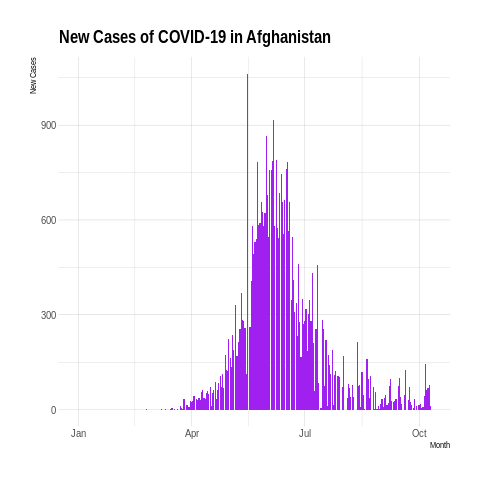 New Cases of COVID-19 in Afghanistan
New Cases
900
600
300
0
Jan Apr Jul Oct
Month